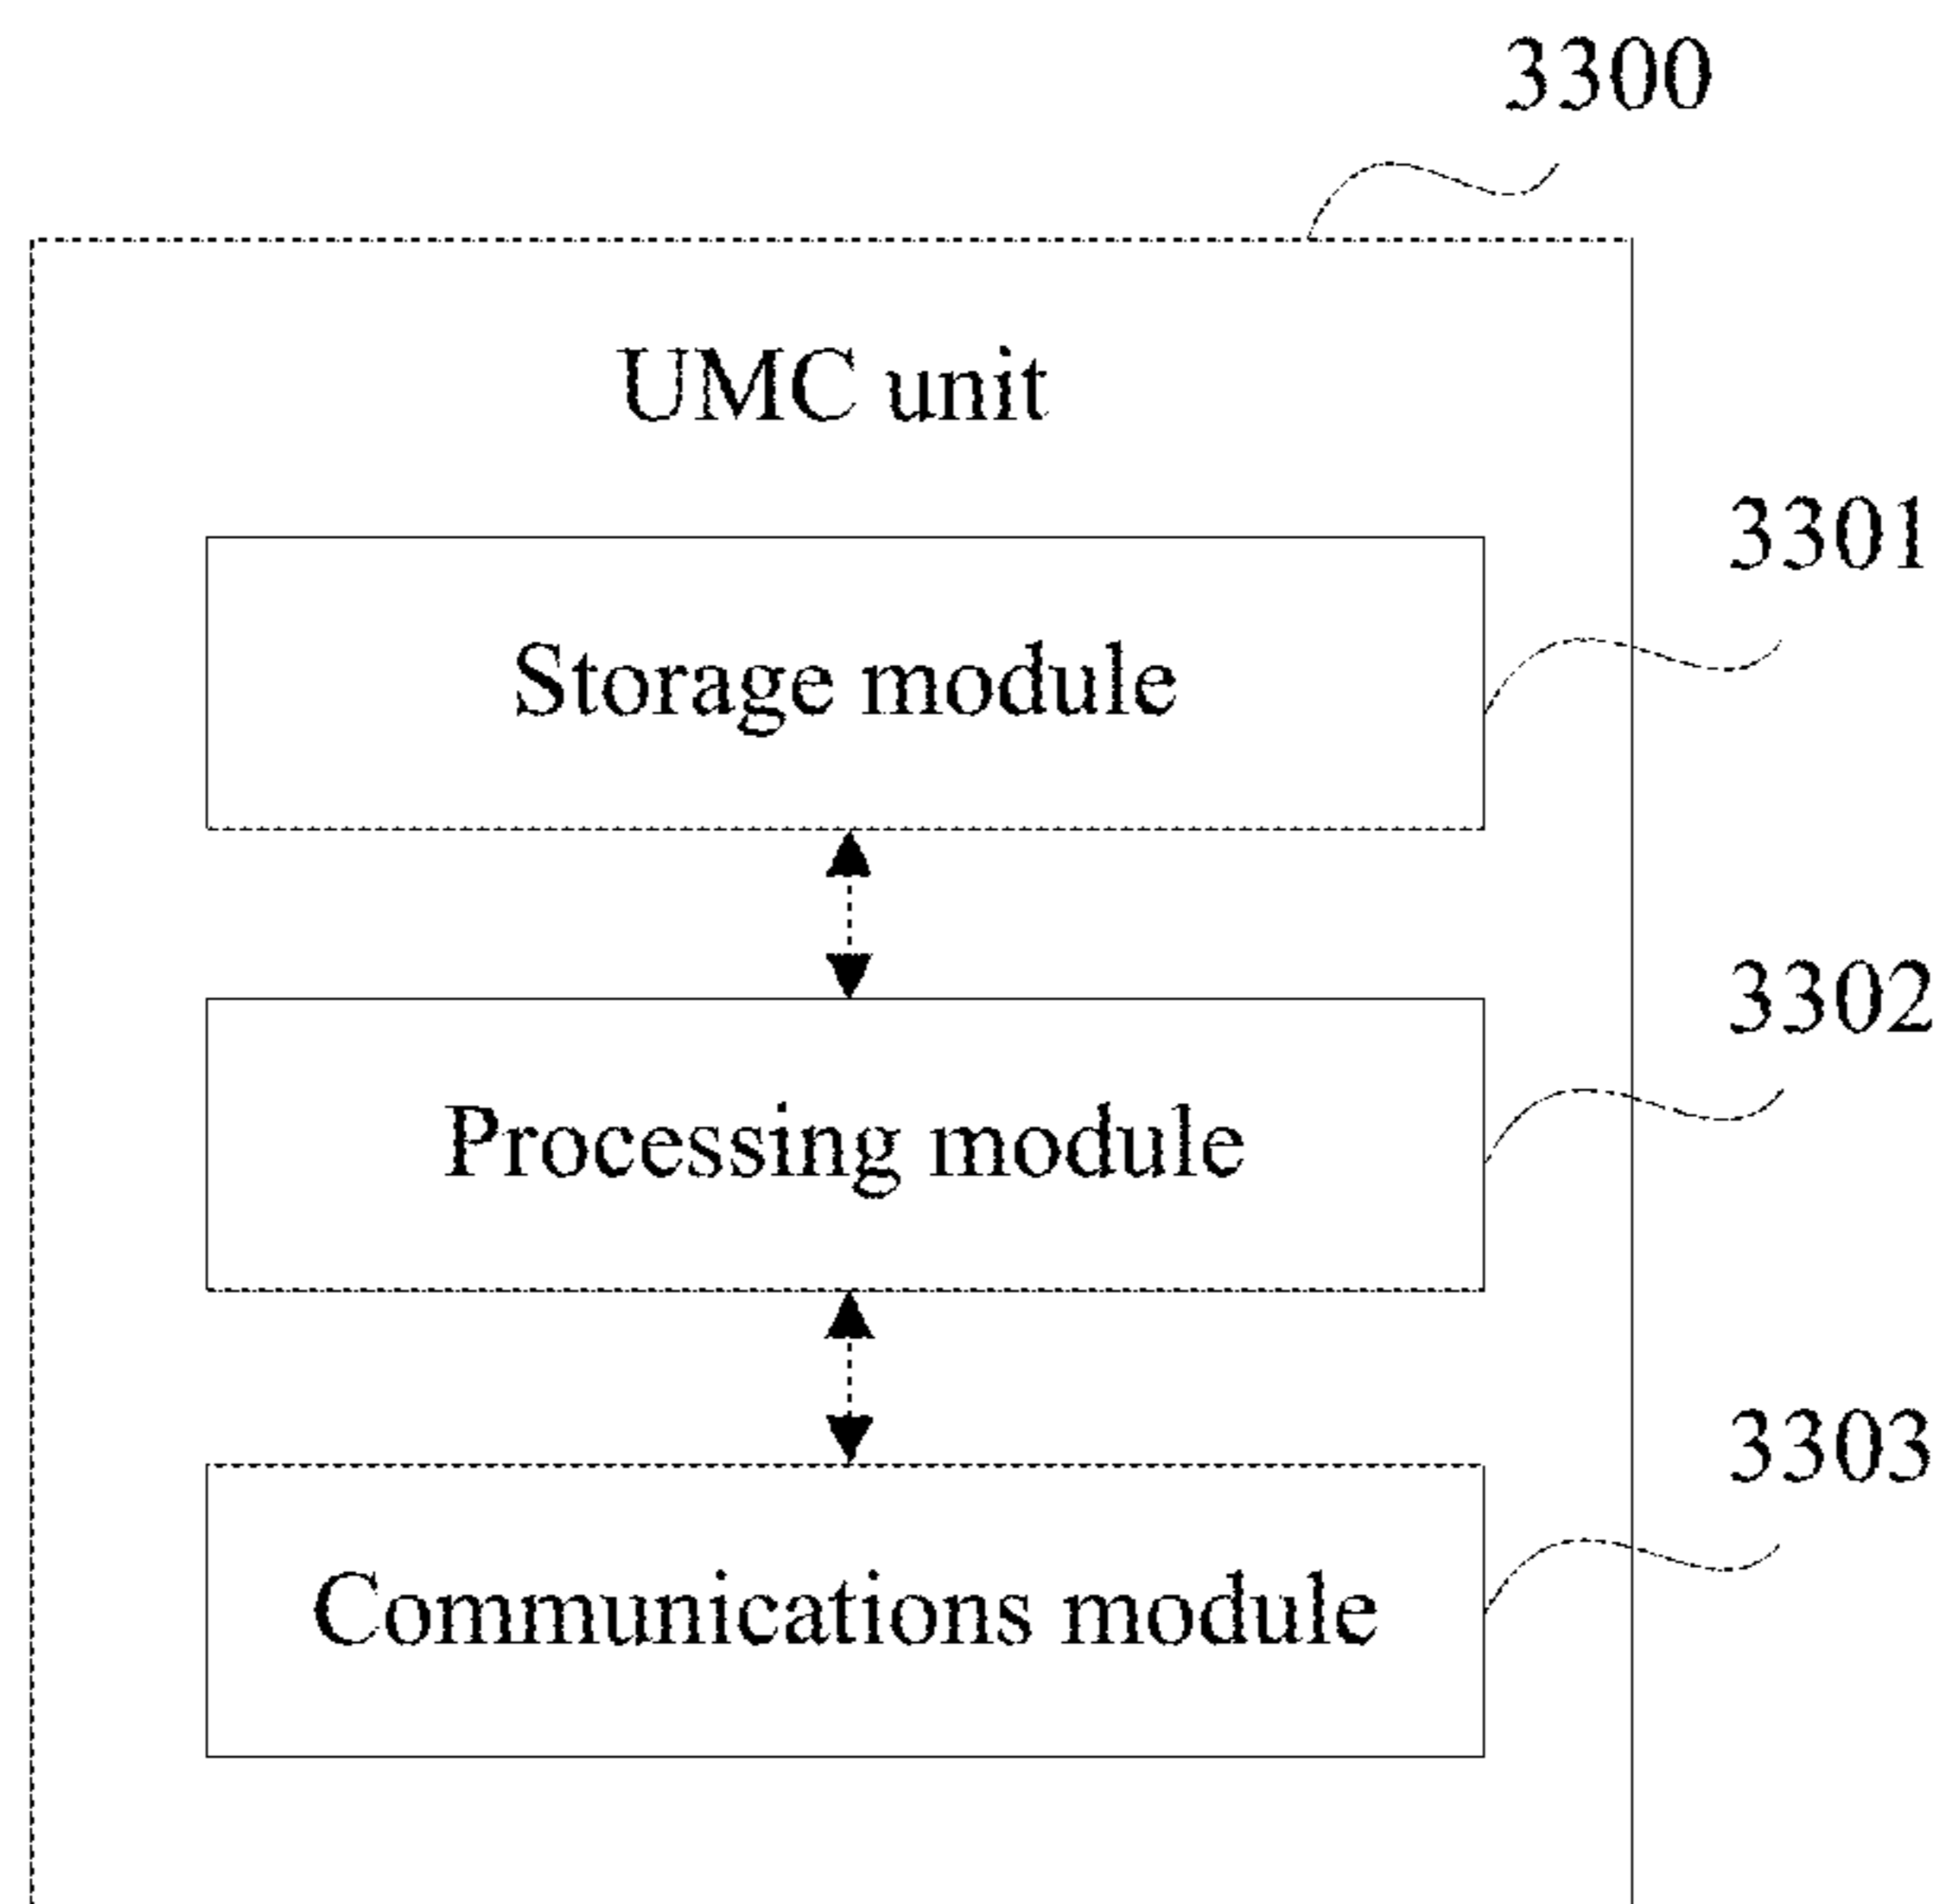 3300
UMC unit
3301
Storage module
3302
Processing module
3303
Communications module